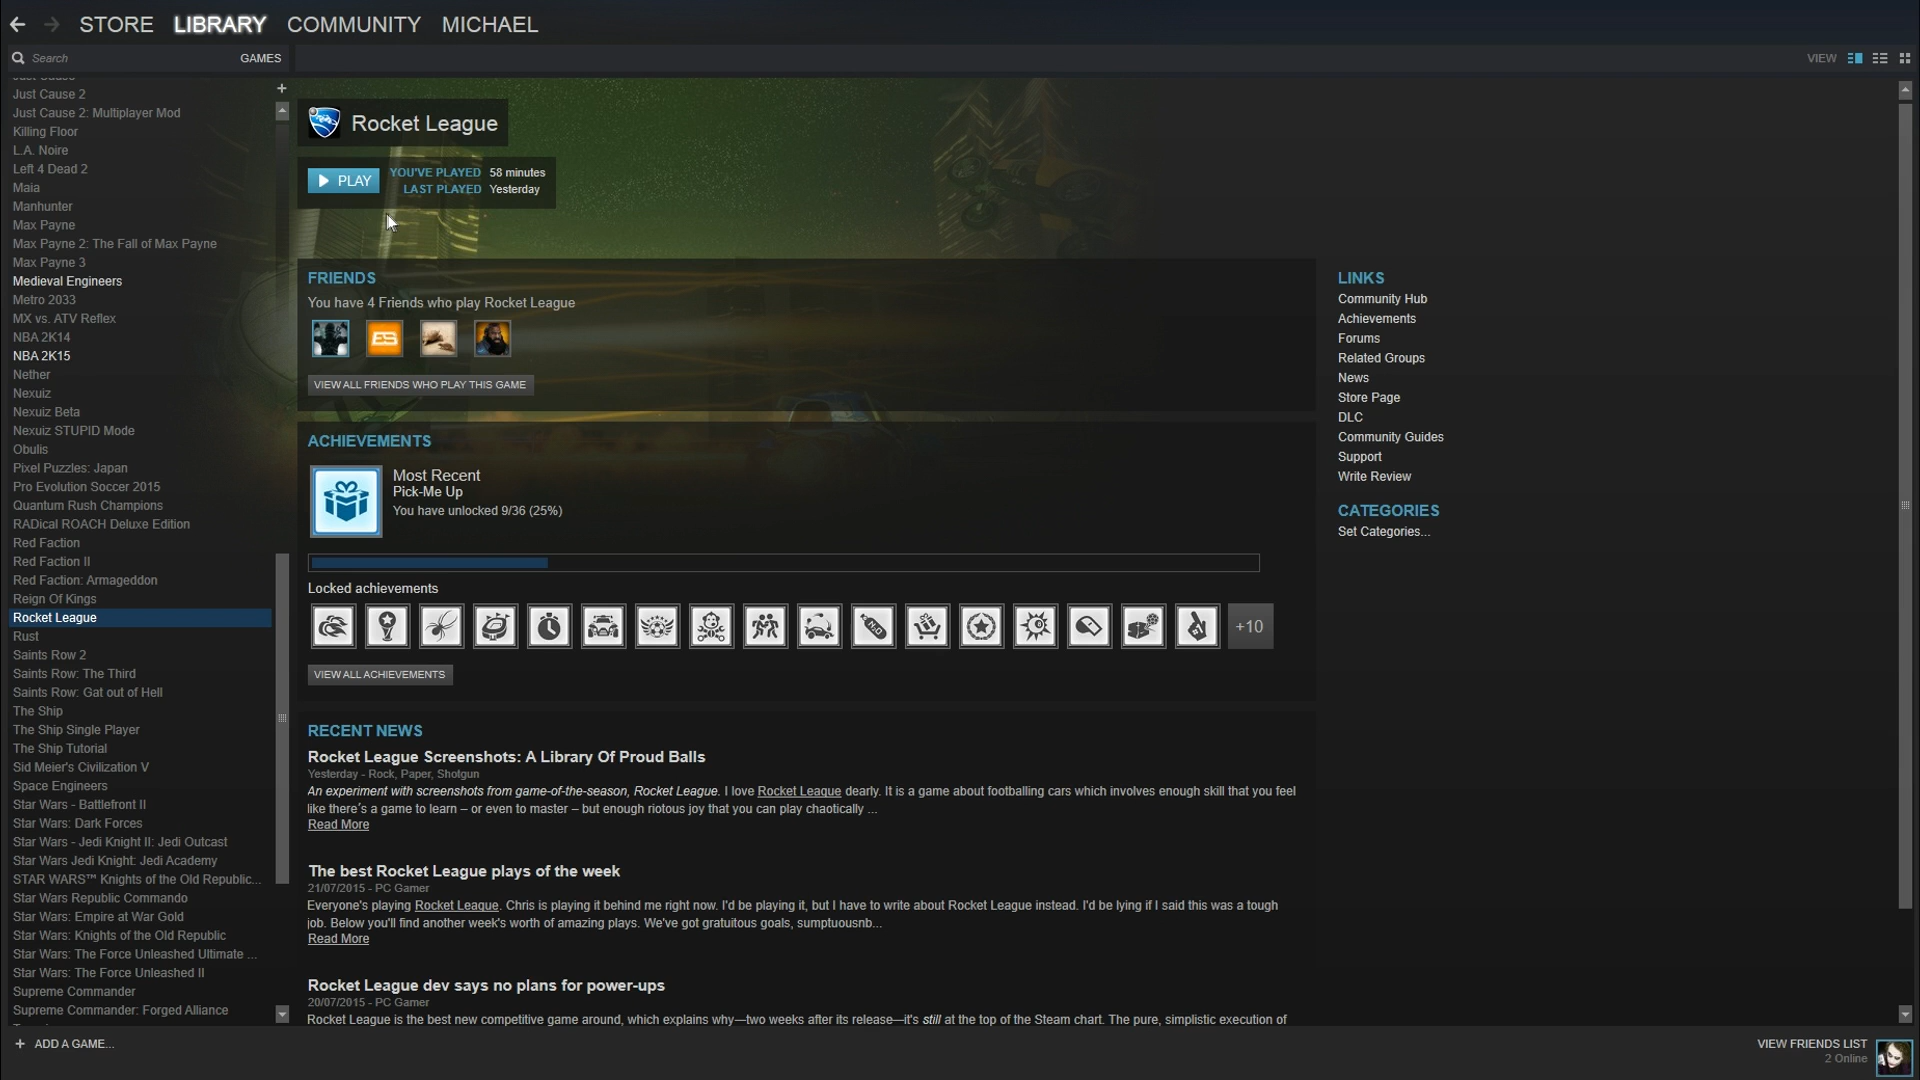 STORE LIBRARY COMMUNITY MICHAEL
Search GAMES
VIEW
Just Cause
Just Cause 2
Just Cause 2: Multiplayer Mod
Killing Floor
L.A. Noire
Left 4 Dead 2
Maia
Manhunter
Max Payne
Max Payne 2: The Fall of Max Payne
Max Payne 3
Medieval Engineers
Metro 2033
MX vs. ATV Reflex
NBA 2K14
NBA 2K15
Nether
Nexuiz
Nexuiz Beta
Nexuiz STUPID Mode
Obulis
Pixel Puzzles: Japan
Pro Evolution Soccer 2015
Quantum Rush Champions
RADical ROACH Deluxe Edition
Red Faction
Red Faction II
Red Faction: Armageddon
Reign Of Kings
Rocket League
Rust
Saints Row 2
Saints Row: The Third
Saints Row: Gat out of Hell
The Ship
The Ship Single Player
The Ship Tutorial
Sid Meier's Civilization V
Space Engineers
Star Wars - Battlefront II
Star Wars: Dark Forces
Star Wars - Jedi Knight II: Jedi Outcast
Star Wars Jedi Knight: Jedi Academy
STAR WARS™ Knights of the Old Republic...
Star Wars Republic Commando
Star Wars: Empire at War Gold
Star Wars: Knights of the Old Republic
Star Wars: The Force Unleashed Ultimate ...
Star Wars: The Force Unleashed II
Supreme Commander
Supreme Commander: Forged Alliance
+ ADD A GAME...
Rocket League
PLAY
YOU'VE PLAYED 58 minutes
LAST PLAYED Yesterday
FRIENDS
You have 4 Friends who play Rocket League
ES
VIEW ALL FRIENDS WHO PLAY THIS GAME
ACHIEVEMENTS
Most Recent
Pick-Me Up
You have unlocked 9/36 (25%)
Locked achievements
N2O
8
+10
VIEW ALL ACHIEVEMENTS
RECENT NEWS
Rocket League Screenshots: A Library Of Proud Balls
Yesterday - Rock, Paper, Shotgun
An experiment with screenshots from game-of-the-season, Rocket League. I love Rocket League dearly. It is a game about footballing cars which involves enough skill that you feel
like there's a game to learn – or even to master – but enough riotous joy that you can play chaotically ...
Read More
The best Rocket League plays of the week
21/07/2015 - PC Gamer
Everyone's playing Rocket League. Chris is playing it behind me right now. I'd be playing it, but I have to write about Rocket League instead. I'd be lying if I said this was a tough
job. Below you'll find another week's worth of amazing plays. We've got gratuitous goals, sumptuousnb...
Read More
Rocket League dev says no plans for power-ups
20/07/2015 - PC Gamer
Rocket League is the best new competitive game around, which explains why—two weeks after its release—it's still at the top of the Steam chart. The pure, simplistic execution of
LINKS
Community Hub
Achievements
Forums
Related Groups
News
Store Page
DLC
Community Guides
Support
Write Review
CATEGORIES
Set Categories...
VIEW FRIENDS LIST
2 Online